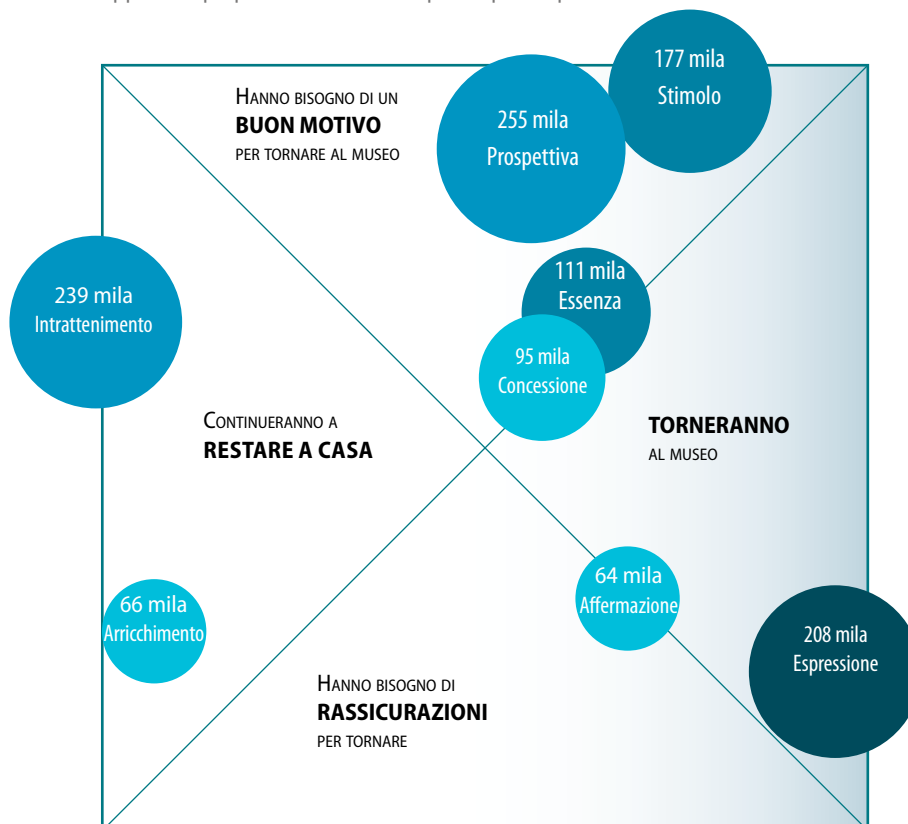 177 mila
Stimolo
Hanno bisogno di un
BUON MOTIVO
per tornare al museo
255 mila
Prospettiva
111 mila
Essenza
239 mila
Intrattenimento
95 mila
Concessione
Continueranno a
RESTARE A CASA
TORNERANNO
al museo
64 mila
Affermazione
66 mila
Arricchimento
208 mila
Espressione
Hanno bisogno di
RASSICURAZIONI
per tornare